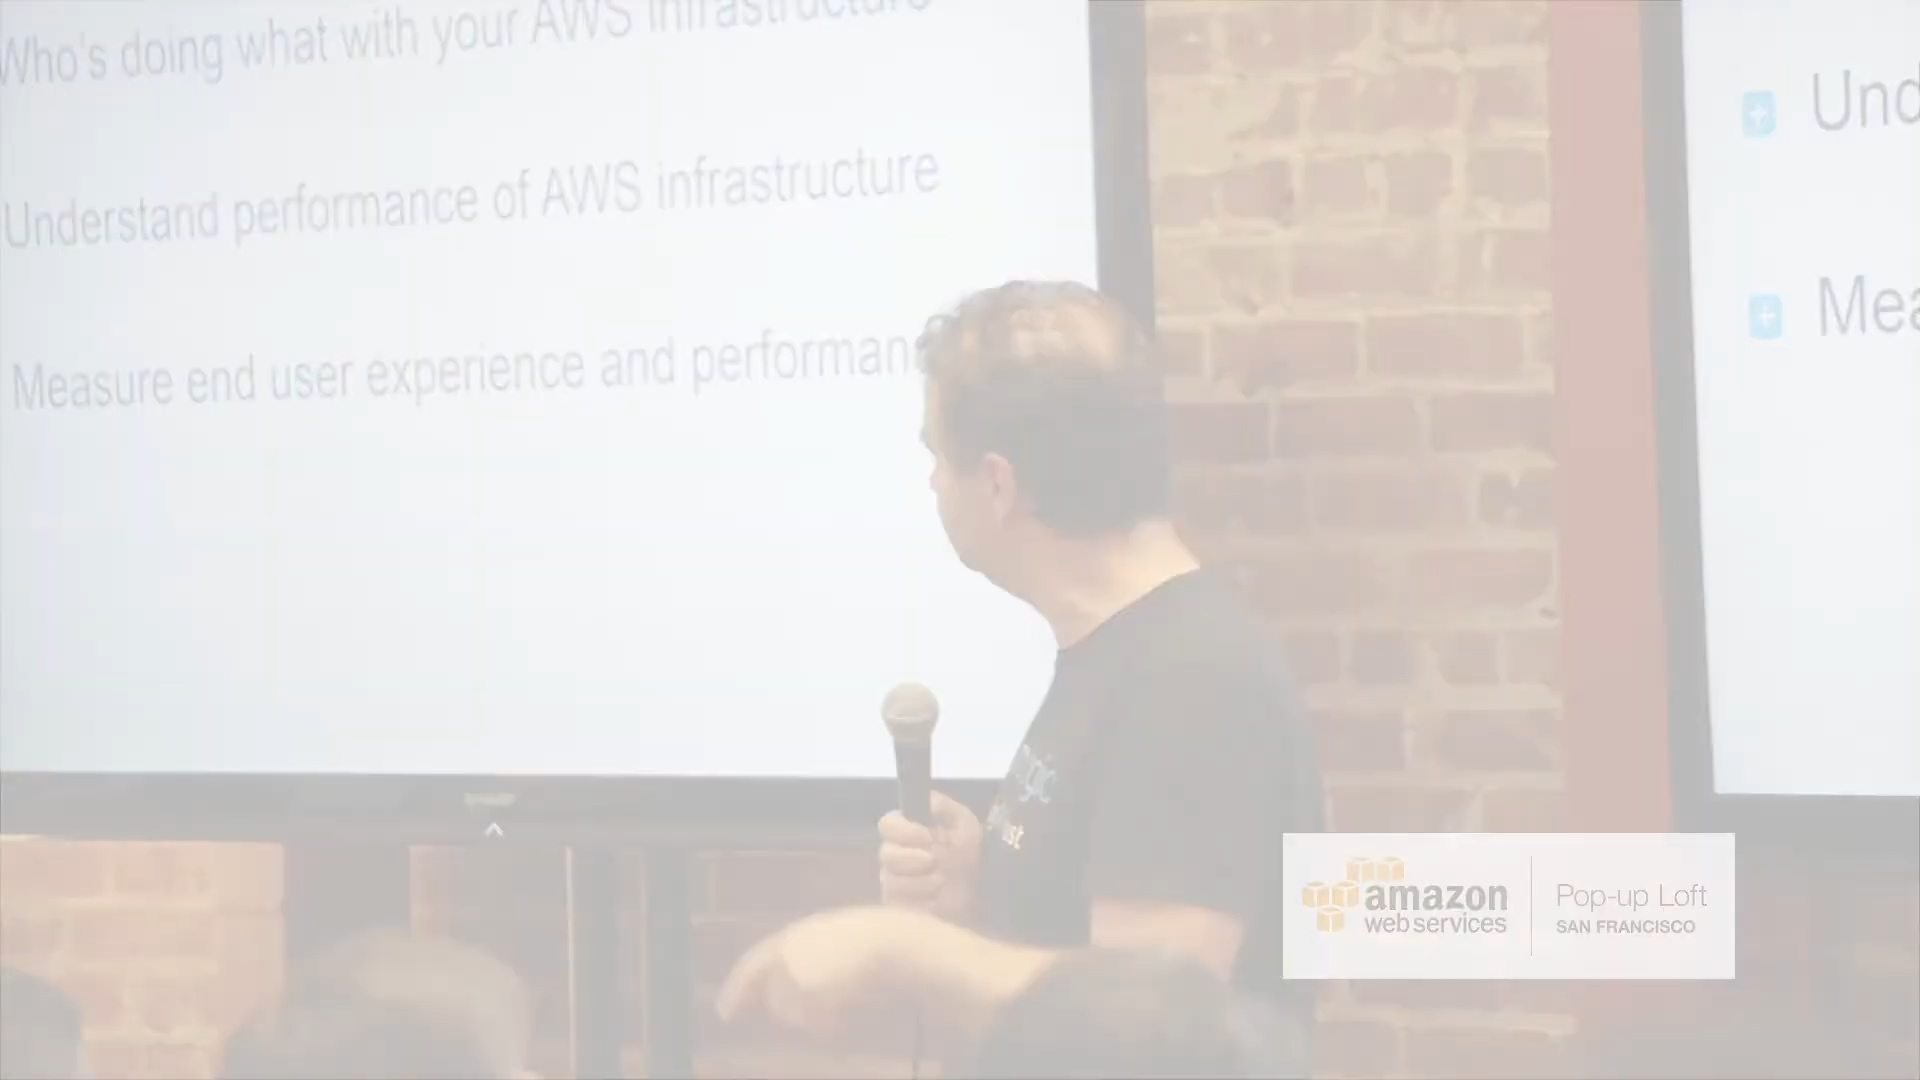 Who's doing what with your AWS infrastructure
Understand performance of AWS infrastructure
Measure end user experience and performan
Und
Mea
amazon
web services
Pop-up Loft
SAN FRANCISCO